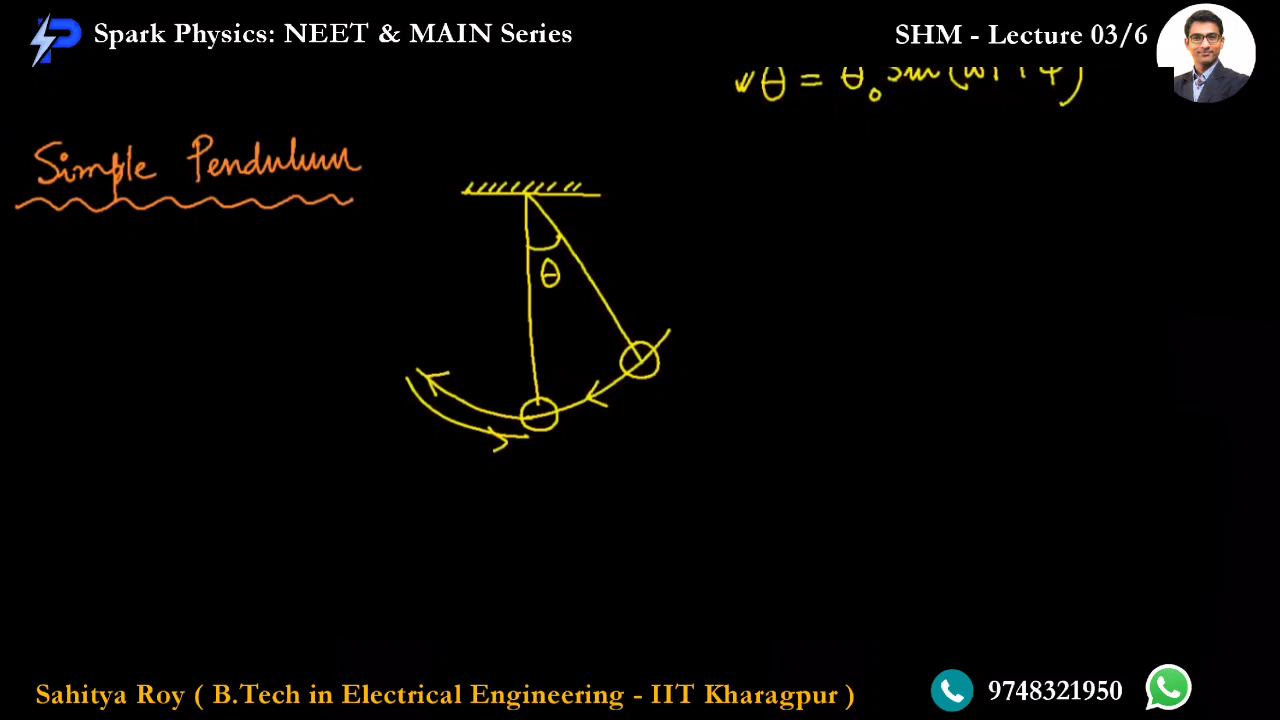 Spark Physics: NEET & MAIN Series
SHM - Lecture 03/6
θ = θ₀ sin(ωt + φ)
Simple Pendulum
θ
Sahitya Roy ( B.Tech in Electrical Engineering - IIT Kharagpur )
9748321950